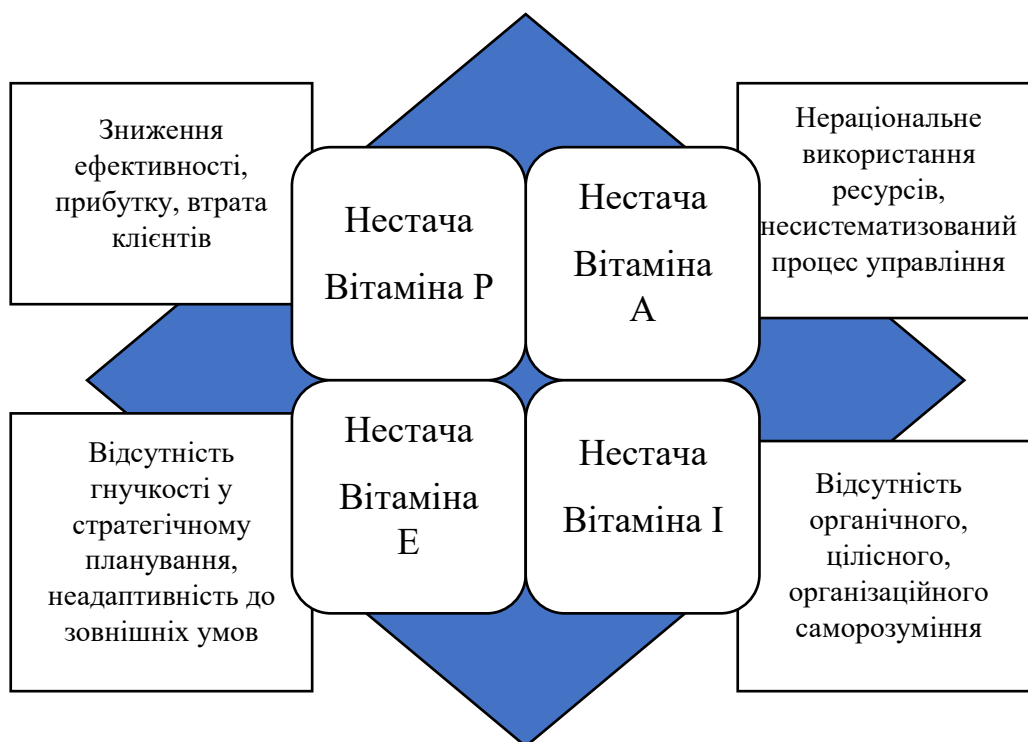 Зниження
ефективності,
прибутку, втрата
клієнтів
Нестача
Вітаміна P
Нестача
Вітаміна
A
Нераціональне
використання
ресурсів,
несистематизований
процес управління
Відсутність
гнучкості у
стратегічному
планування,
неадаптивність до
зовнішніх умов
Нестача
Вітаміна
E
Нестача
Вітаміна I
Відсутність
органічного,
цілісного,
організаційного
саморозуміння